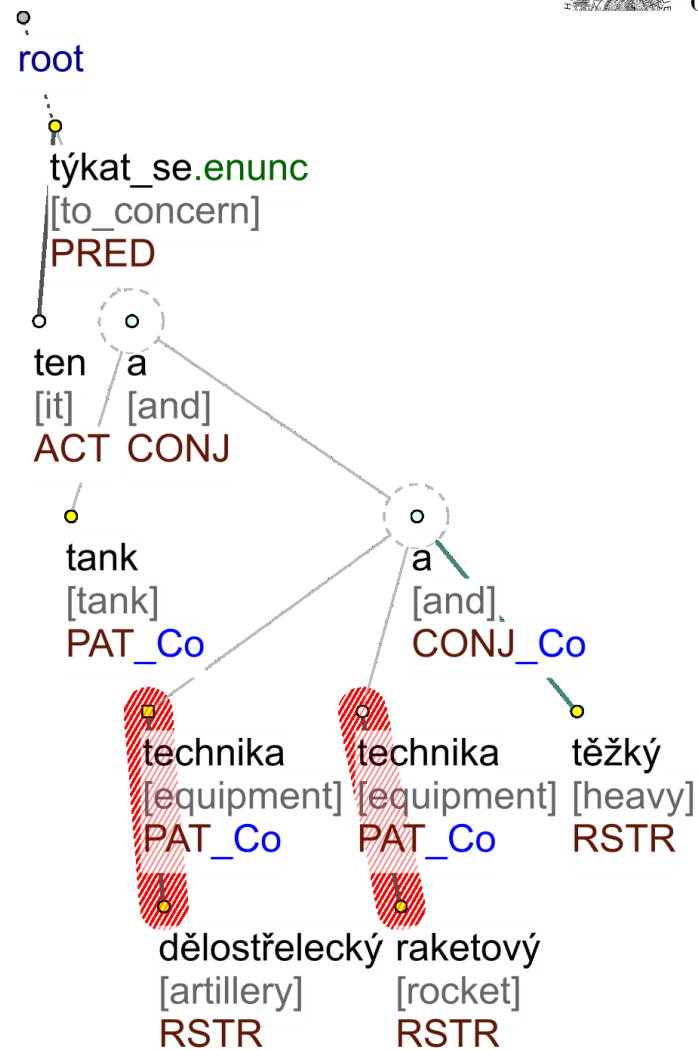 root
týkat_se.enunc
[to_concern]
PRED
ten a
[it] [and]
ACT CONJ
tank a
[tank] [and]
PAT_Co CONJ_Co
technika technika těžký
[equipment] [equipment] [heavy]
PAT_Co PAT_Co RSTR
dělostřelecký raketový
[artillery] [rocket]
RSTR RSTR